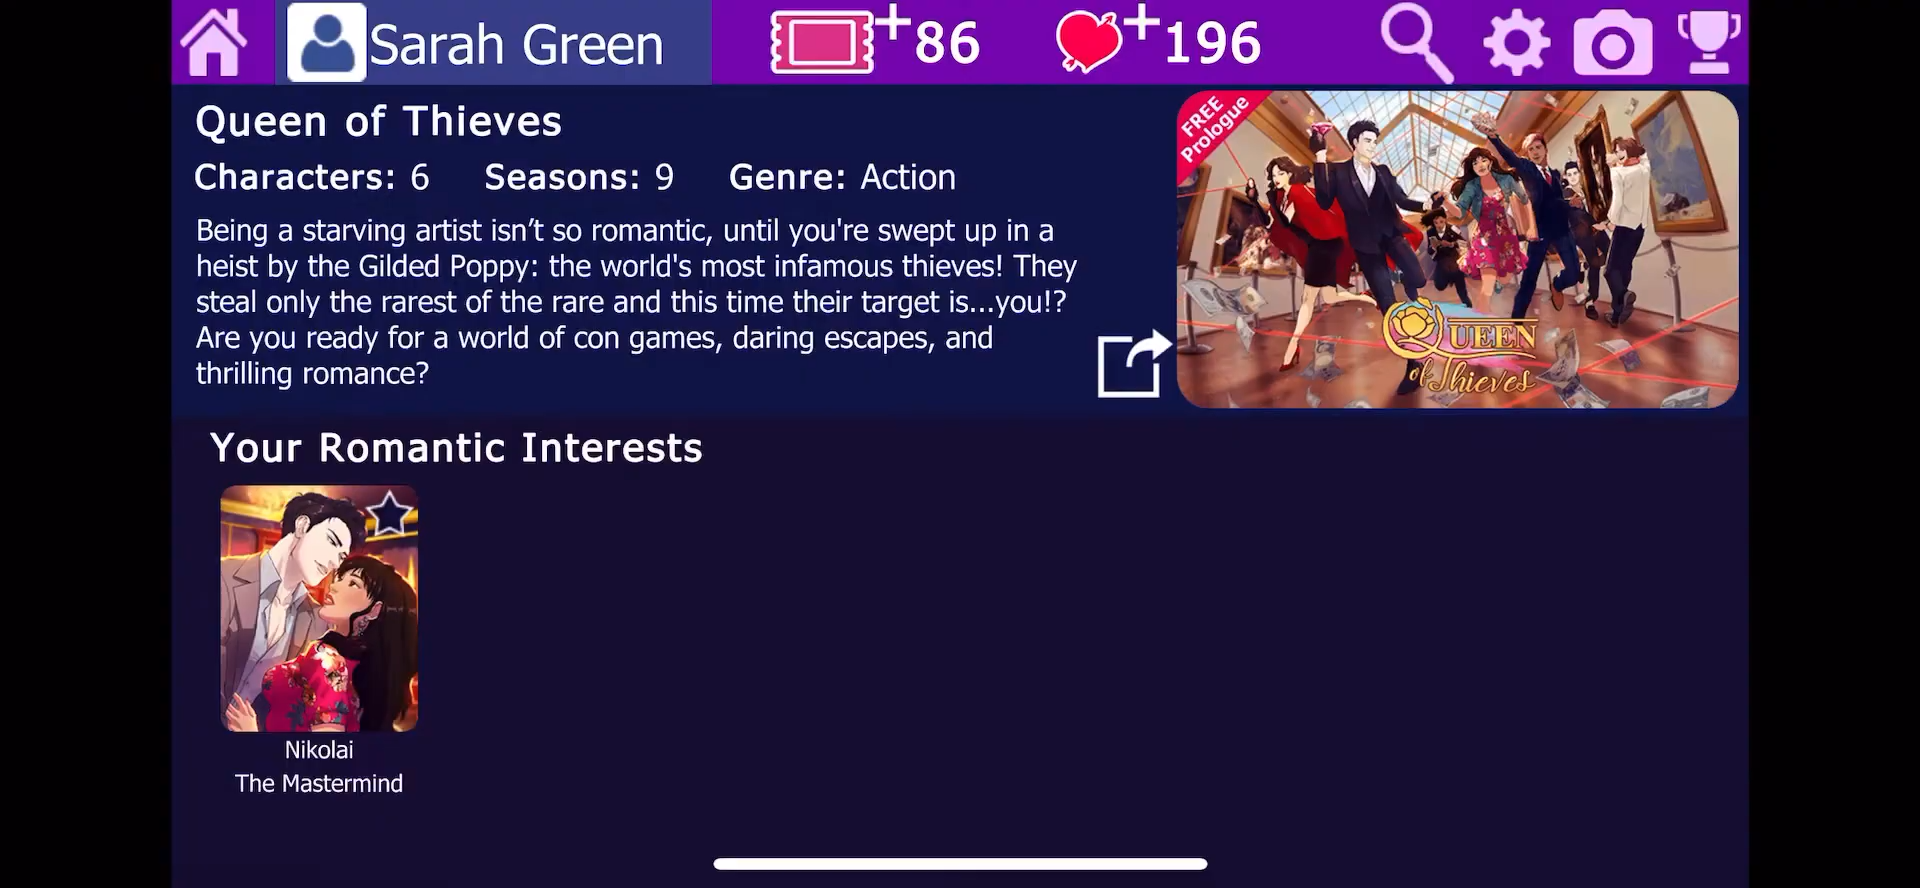 Sarah Green
+86
+196
Queen of Thieves
Characters: 6 Seasons: 9 Genre: Action
Being a starving artist isn’t so romantic, until you're swept up in a
heist by the Gilded Poppy: the world's most infamous thieves! They
steal only the rarest of the rare and this time their target is...you!?
Are you ready for a world of con games, daring escapes, and
thrilling romance?
FREE
Prologue
QUEEN
of Thieves
Your Romantic Interests
Nikolai
The Mastermind